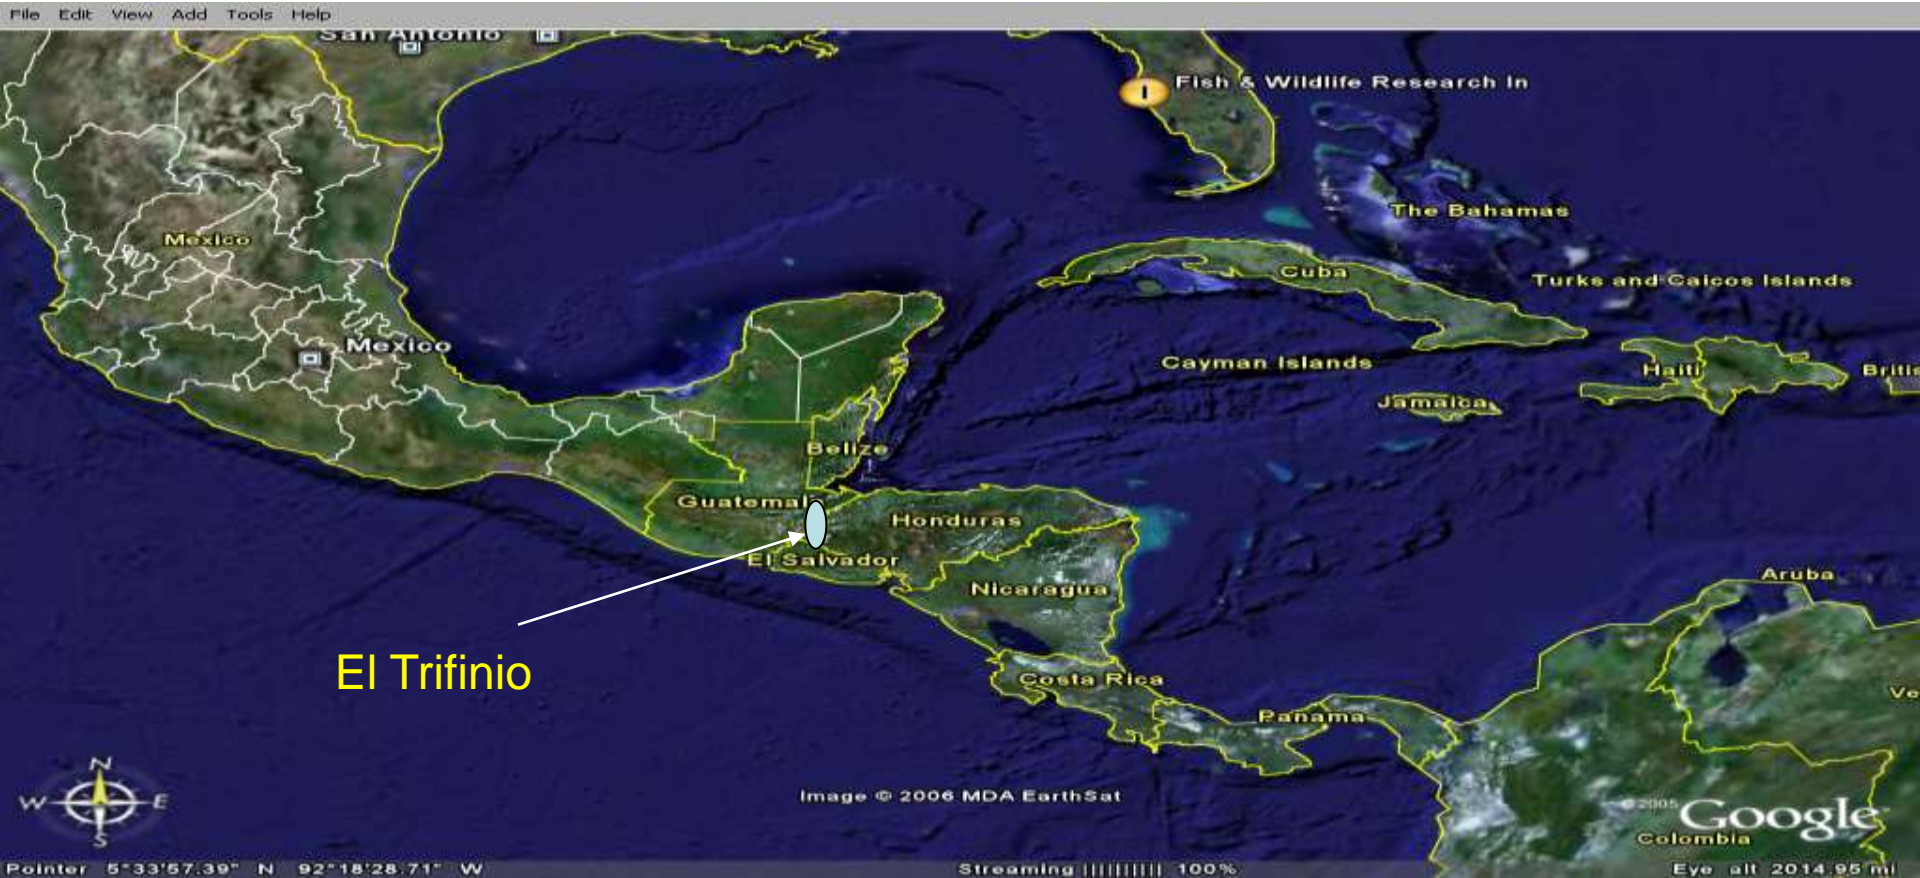 File Edit View Add Tools Help
San Antonio
Fish & Wildlife Research In
The Bahamas
Mexico
Cuba
Turks and Caicos Islands
Mexico
Cayman Islands
Haiti
Britis
Jamaica
Belize
Guatemal
Honduras
El Salvador
Aruba
Nicaragua
El Trifinio
Costa Rica
Ve
Panama
N
W E
S
Image © 2006 MDA EarthSat
©2005 Google
Colombia
Pointer 5°33'57.39" N 92°18'28.71" W Streaming |||||||||| 100% Eye alt 2014.95 mi